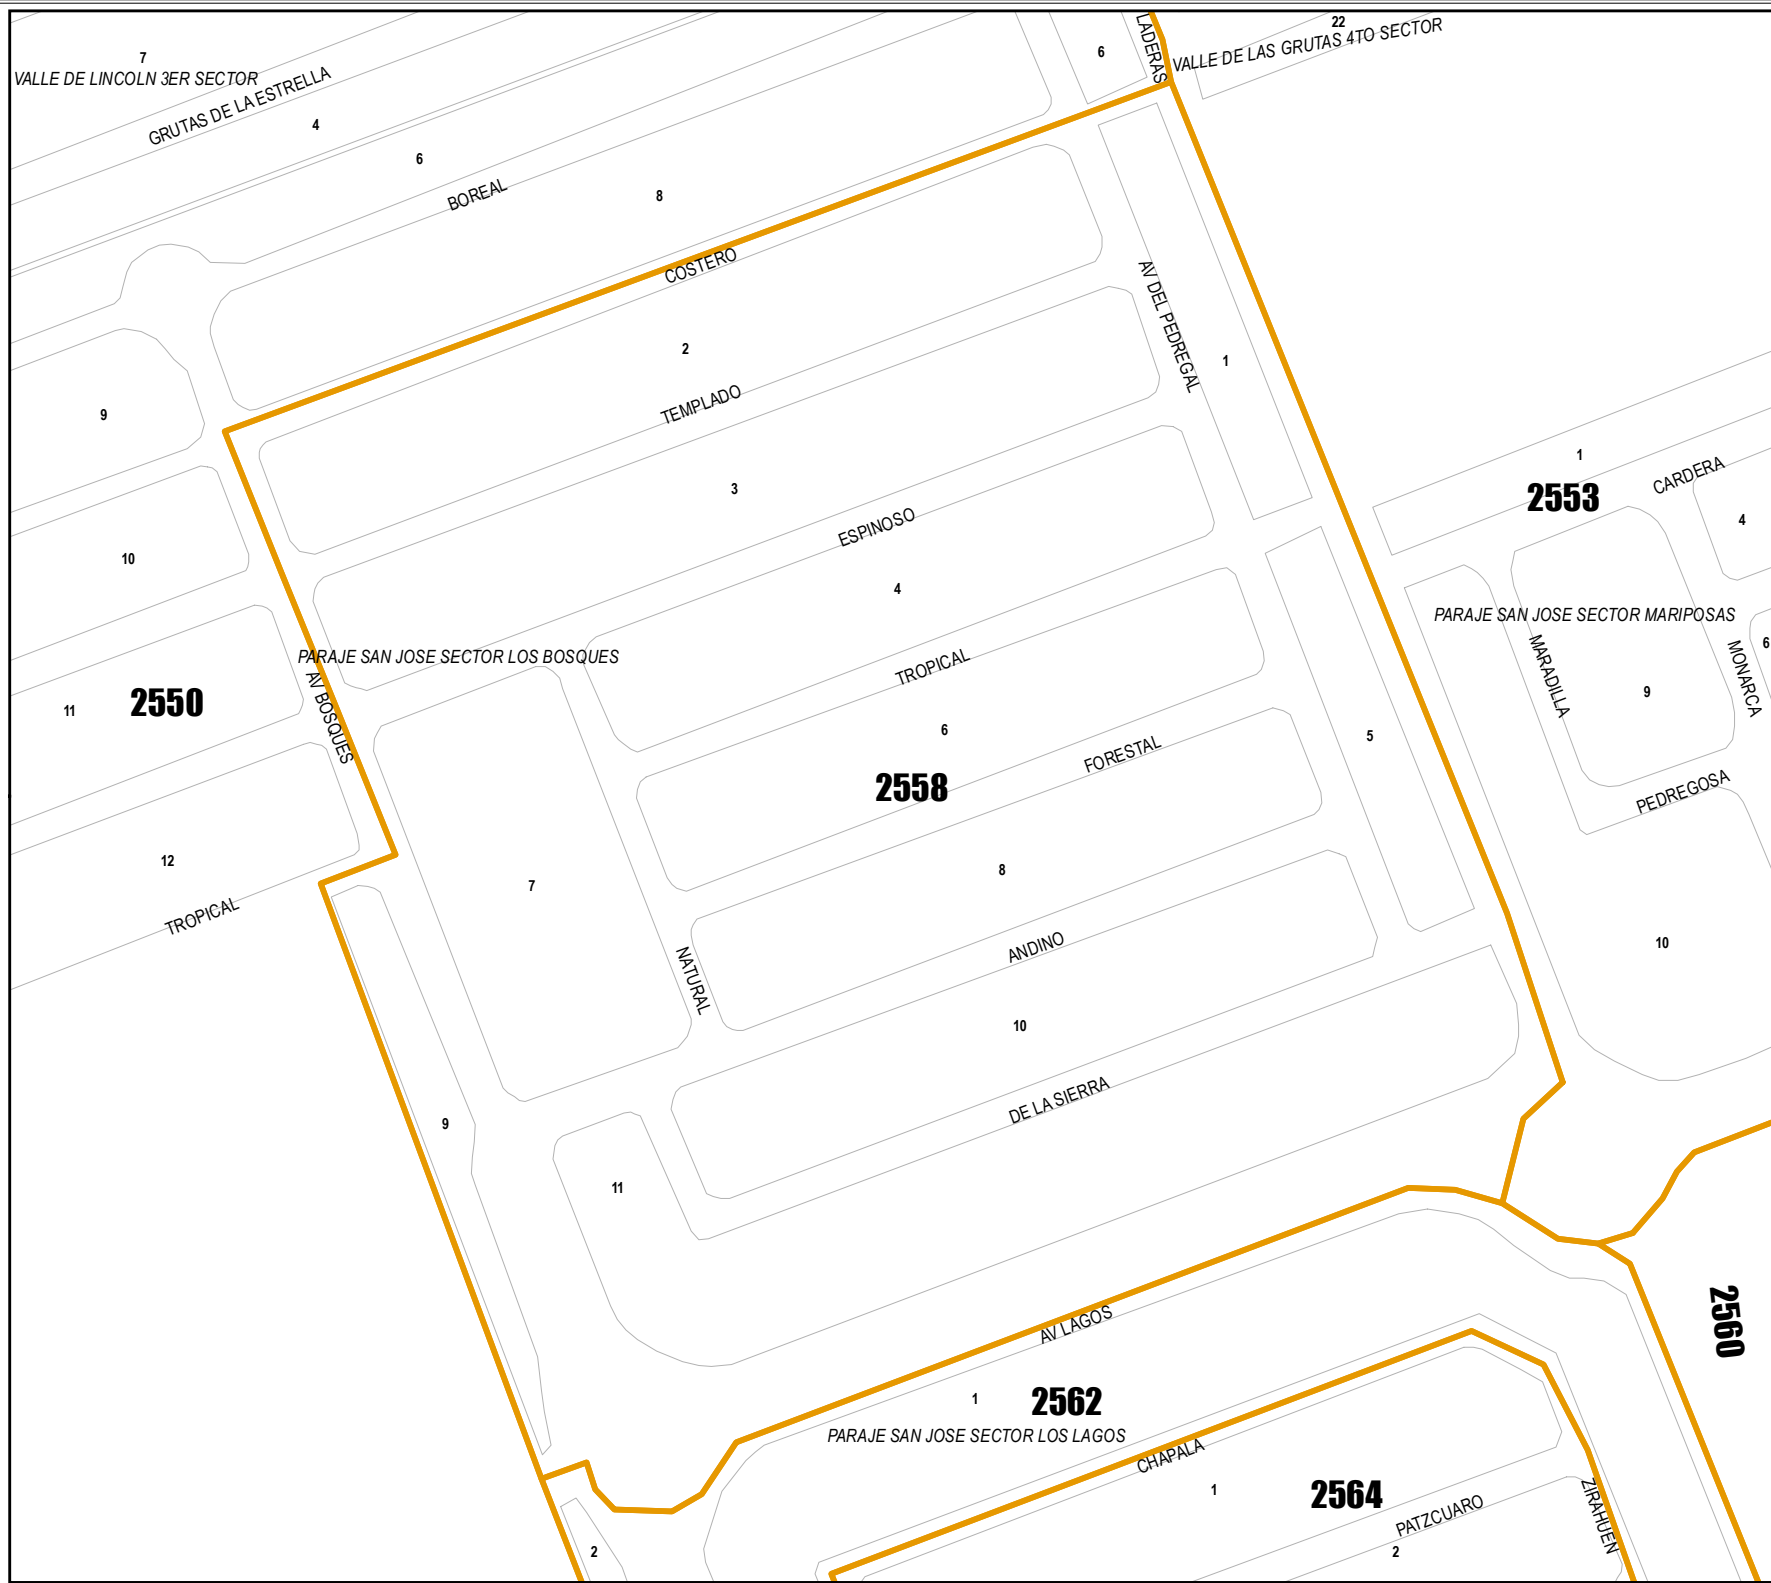 22
LADERAS
6
VALLE DE LAS GRUTAS 4TO SECTOR
7
VALLE DE LINCOLN 3ER SECTOR
GRUTAS DE LA ESTRELLA
4
6
BOREAL
8
COSTERO
AV DEL PEDREGAL
2
1
TEMPLADO
9
3
1
CARDERA
2553
4
ESPINOSO
10
4
PARAJE SAN JOSE SECTOR MARIPOSAS
PARAJE SAN JOSE SECTOR LOS BOSQUES
6
TROPICAL
MARADILLA
MONARCA
9
11
2550
AV BOSQUES
6
5
FORESTAL
2558
PEDREGOSA
12
8
7
TROPICAL
ANDINO
10
NATURAL
10
DE LA SIERRA
9
11
2560
AV LAGOS
1
2562
PARAJE SAN JOSE SECTOR LOS LAGOS
CHAPALA
1
2564
PATZCUARO
ZIRAHUEN
2
2